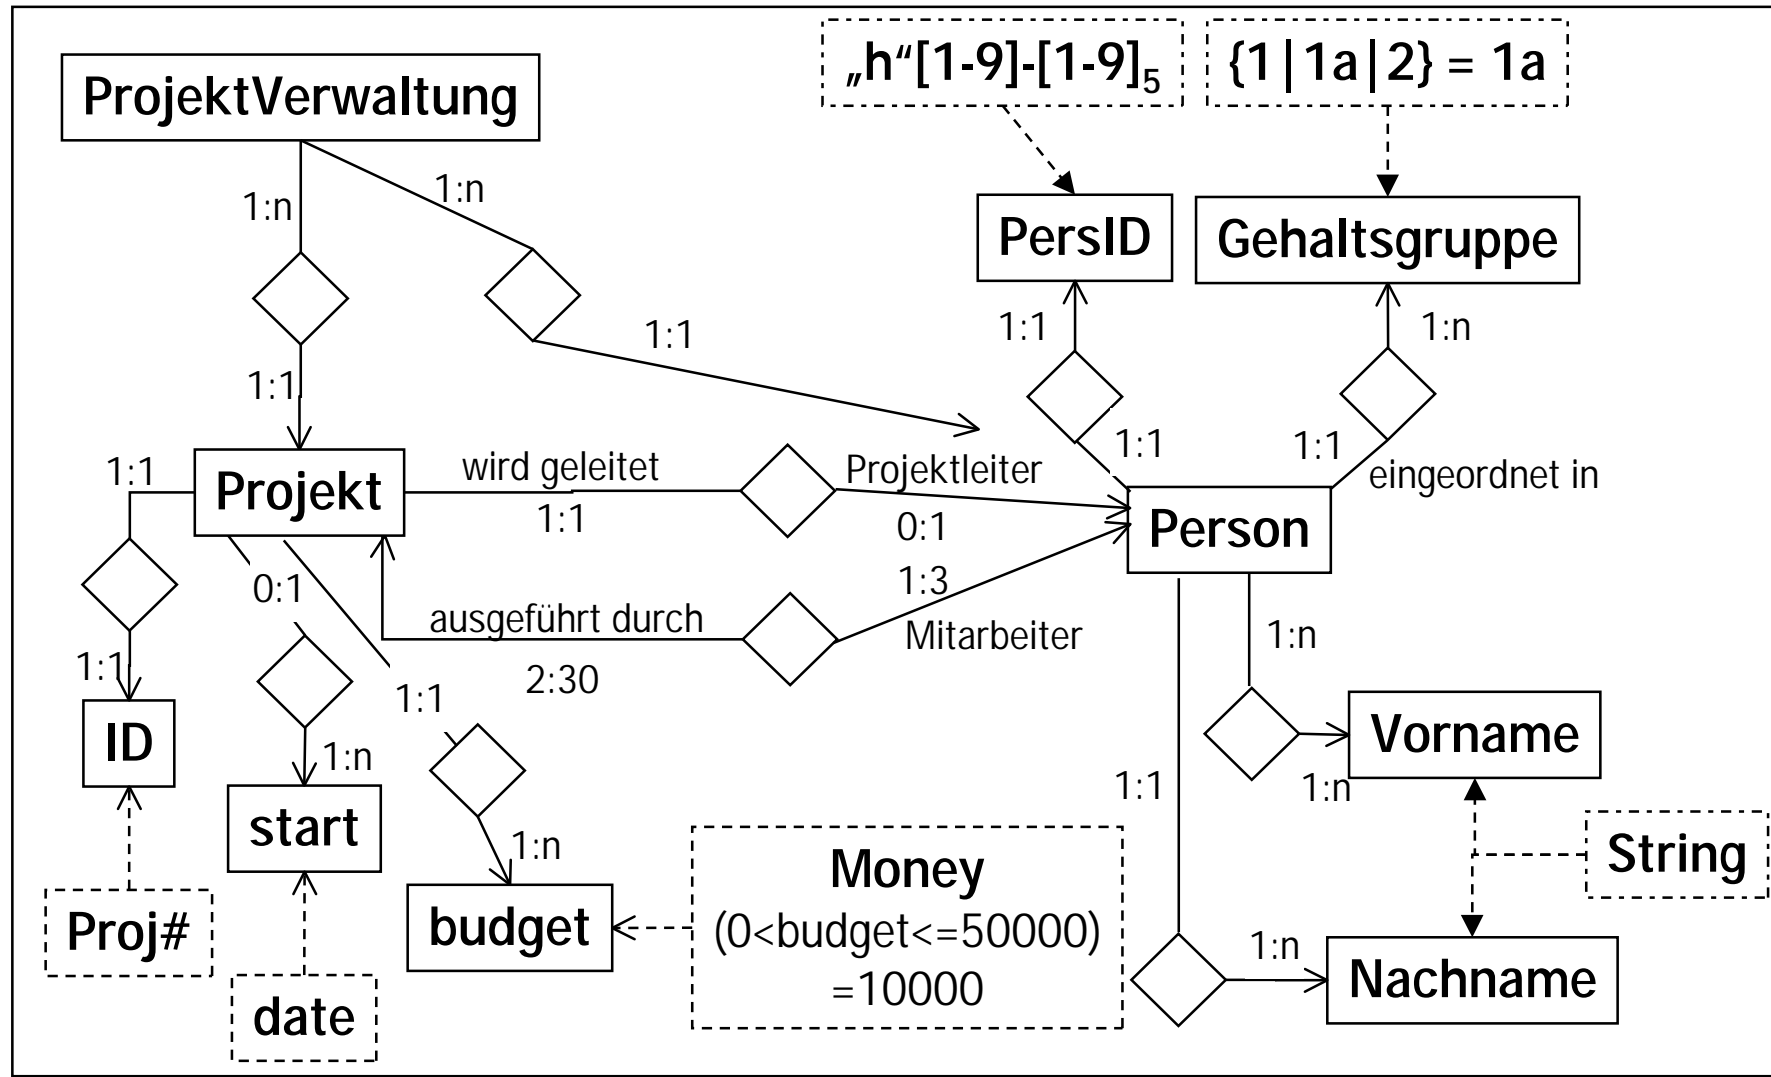 „h“[1-9]-[1-9]5
{1|1a|2} = 1a
ProjektVerwaltung
1:n
1:n
PersID
Gehaltsgruppe
1:1
1:1
1:n
1:1
1:1
1:1
1:1
wird geleitet
Projektleiter
eingeordnet in
Projekt
1:1
0:1
Person
0:1
1:3
ausgeführt durch
Mitarbeiter
1:n
1:1
2:30
1:1
ID
1:n
Vorname
1:1
1:n
start
1:n
Money
String
(0<budget<=50000)
=10000
Proj#
budget
1:n
Nachname
date